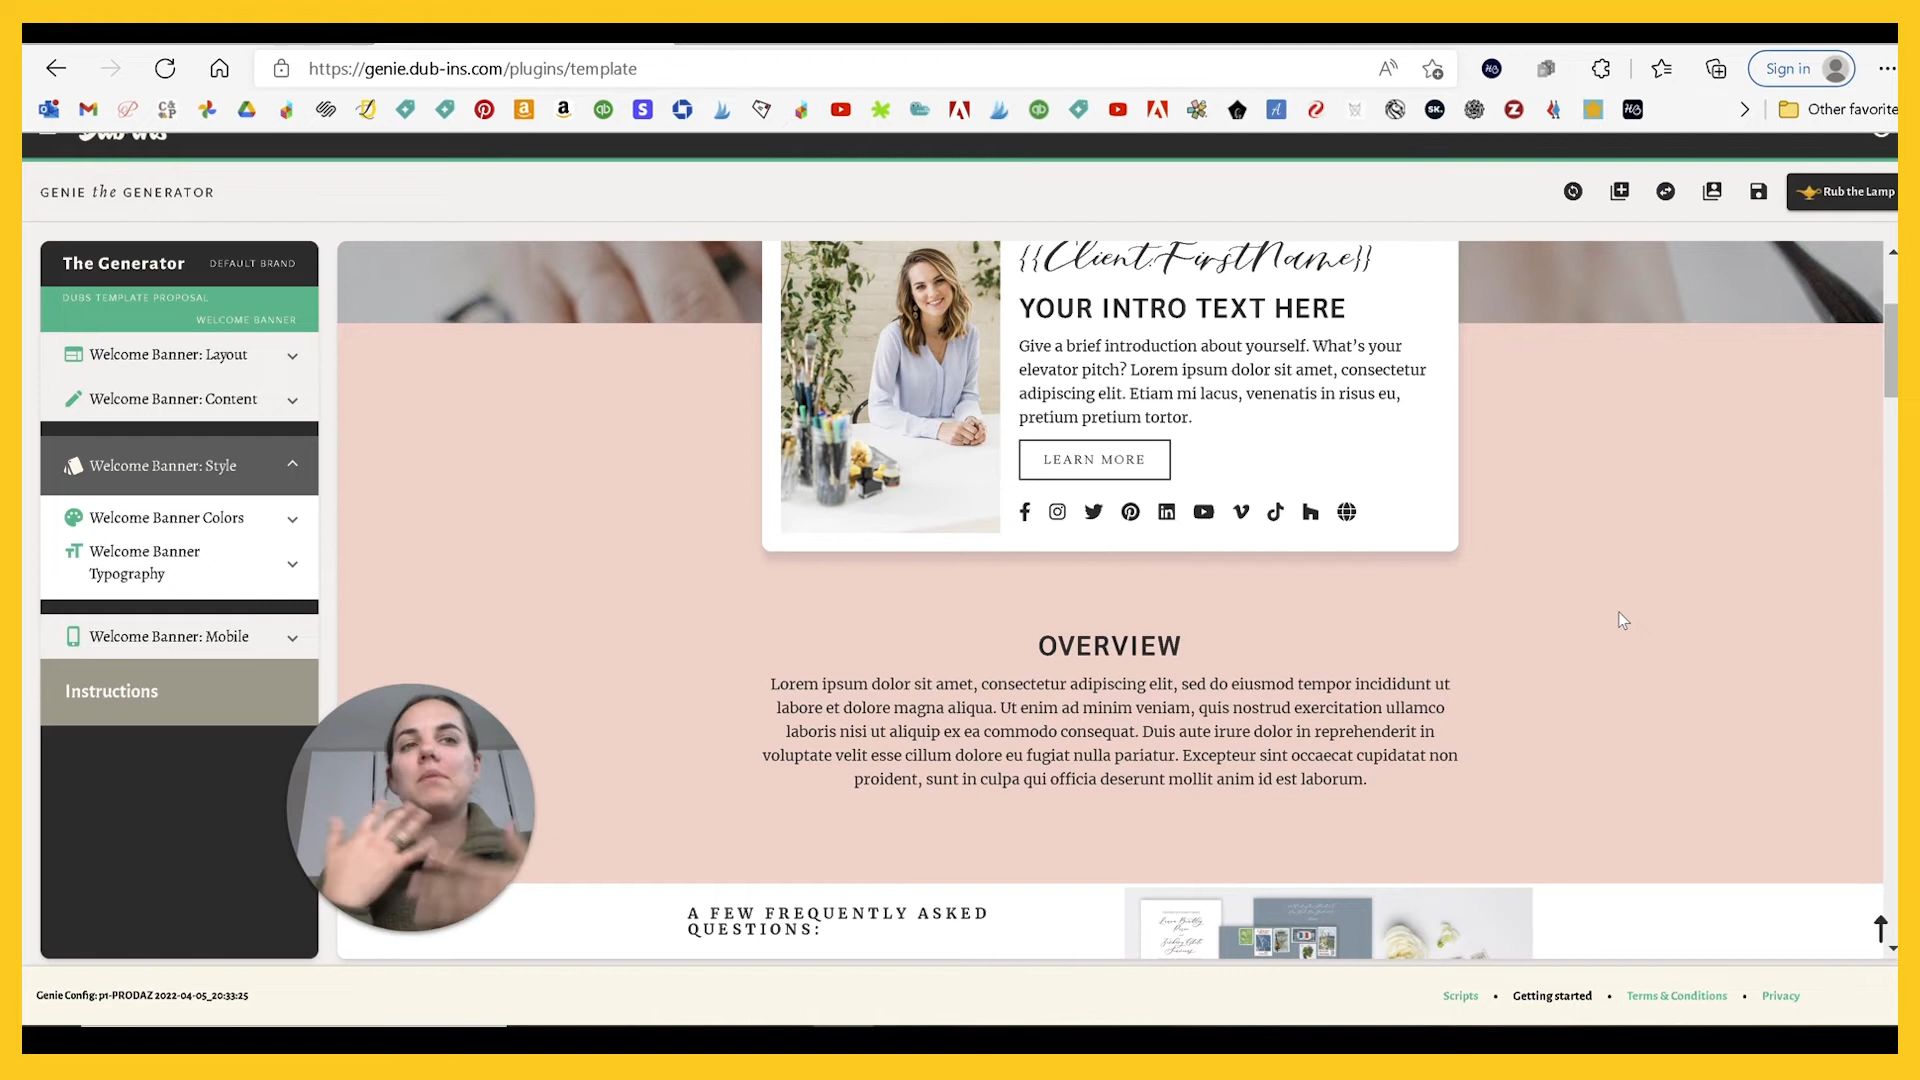 https://genie.dub-ins.com/plugins/template
Sign in
Other favorite
Dub-ins
GENIE the GENERATOR
Rub the Lamp
The Generator DEFAULT BRAND
DUBS TEMPLATE PROPOSAL
WELCOME BANNER
Welcome Banner: Layout
Welcome Banner: Content
Welcome Banner: Style
Welcome Banner Colors
Welcome Banner
Typography
Welcome Banner: Mobile
Instructions
{{Client.FirstName}}
YOUR INTRO TEXT HERE
Give a brief introduction about yourself. What's your
elevator pitch? Lorem ipsum dolor sit amet, consectetur
adipiscing elit. Etiam mi lacus, venenatis in risus eu,
pretium pretium tortor.
LEARN MORE
OVERVIEW
Lorem ipsum dolor sit amet, consectetur adipiscing elit, sed do eiusmod tempor incididunt ut
labore et dolore magna aliqua. Ut enim ad minim veniam, quis nostrud exercitation ullamco
laboris nisi ut aliquip ex ea commodo consequat. Duis aute irure dolor in reprehenderit in
voluptate velit esse cillum dolore eu fugiat nulla pariatur. Excepteur sint occaecat cupidatat non
proident, sunt in culpa qui officia deserunt mollit anim id est laborum.
A FEW FREQUENTLY ASKED
QUESTIONS:
Genie Config: p1-PRODAZ 2022-04-05_20:33:25
Scripts • Getting started • Terms & Conditions • Privacy